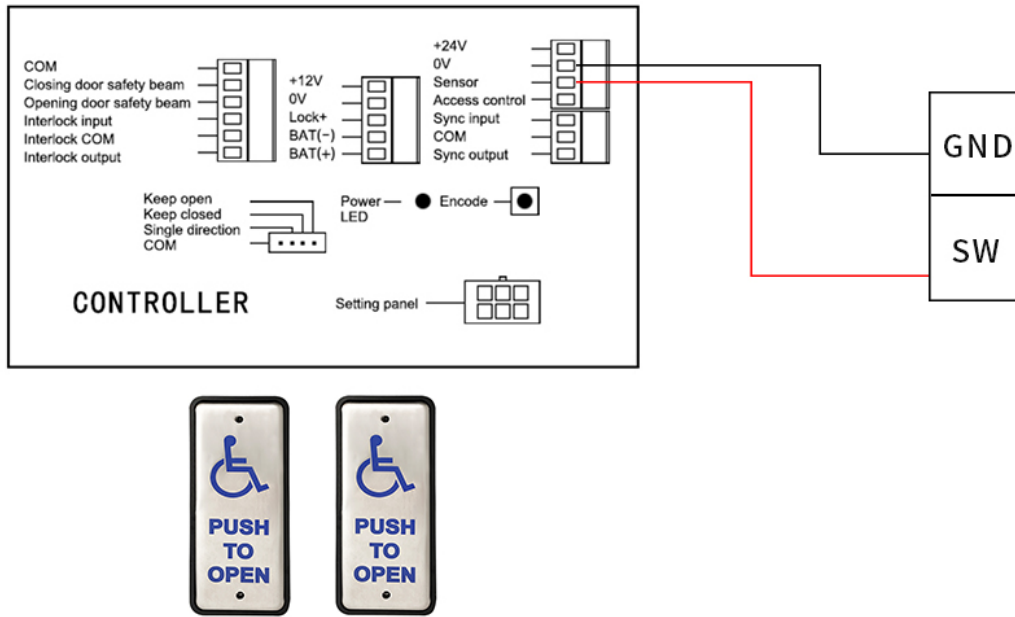 COM
Closing door safety beam
Opening door safety beam
Interlock input
Interlock COM
Interlock output
+12V
0V
Lock+
BAT(-)
BAT(+)
+24V
0V
Sensor
Access control
Sync input
COM
Sync output
GND
SW
Keep open
Keep closed
Single direction
COM
Power
LED
Encode
CONTROLLER
Setting panel
PUSH
TO
OPEN
PUSH
TO
OPEN